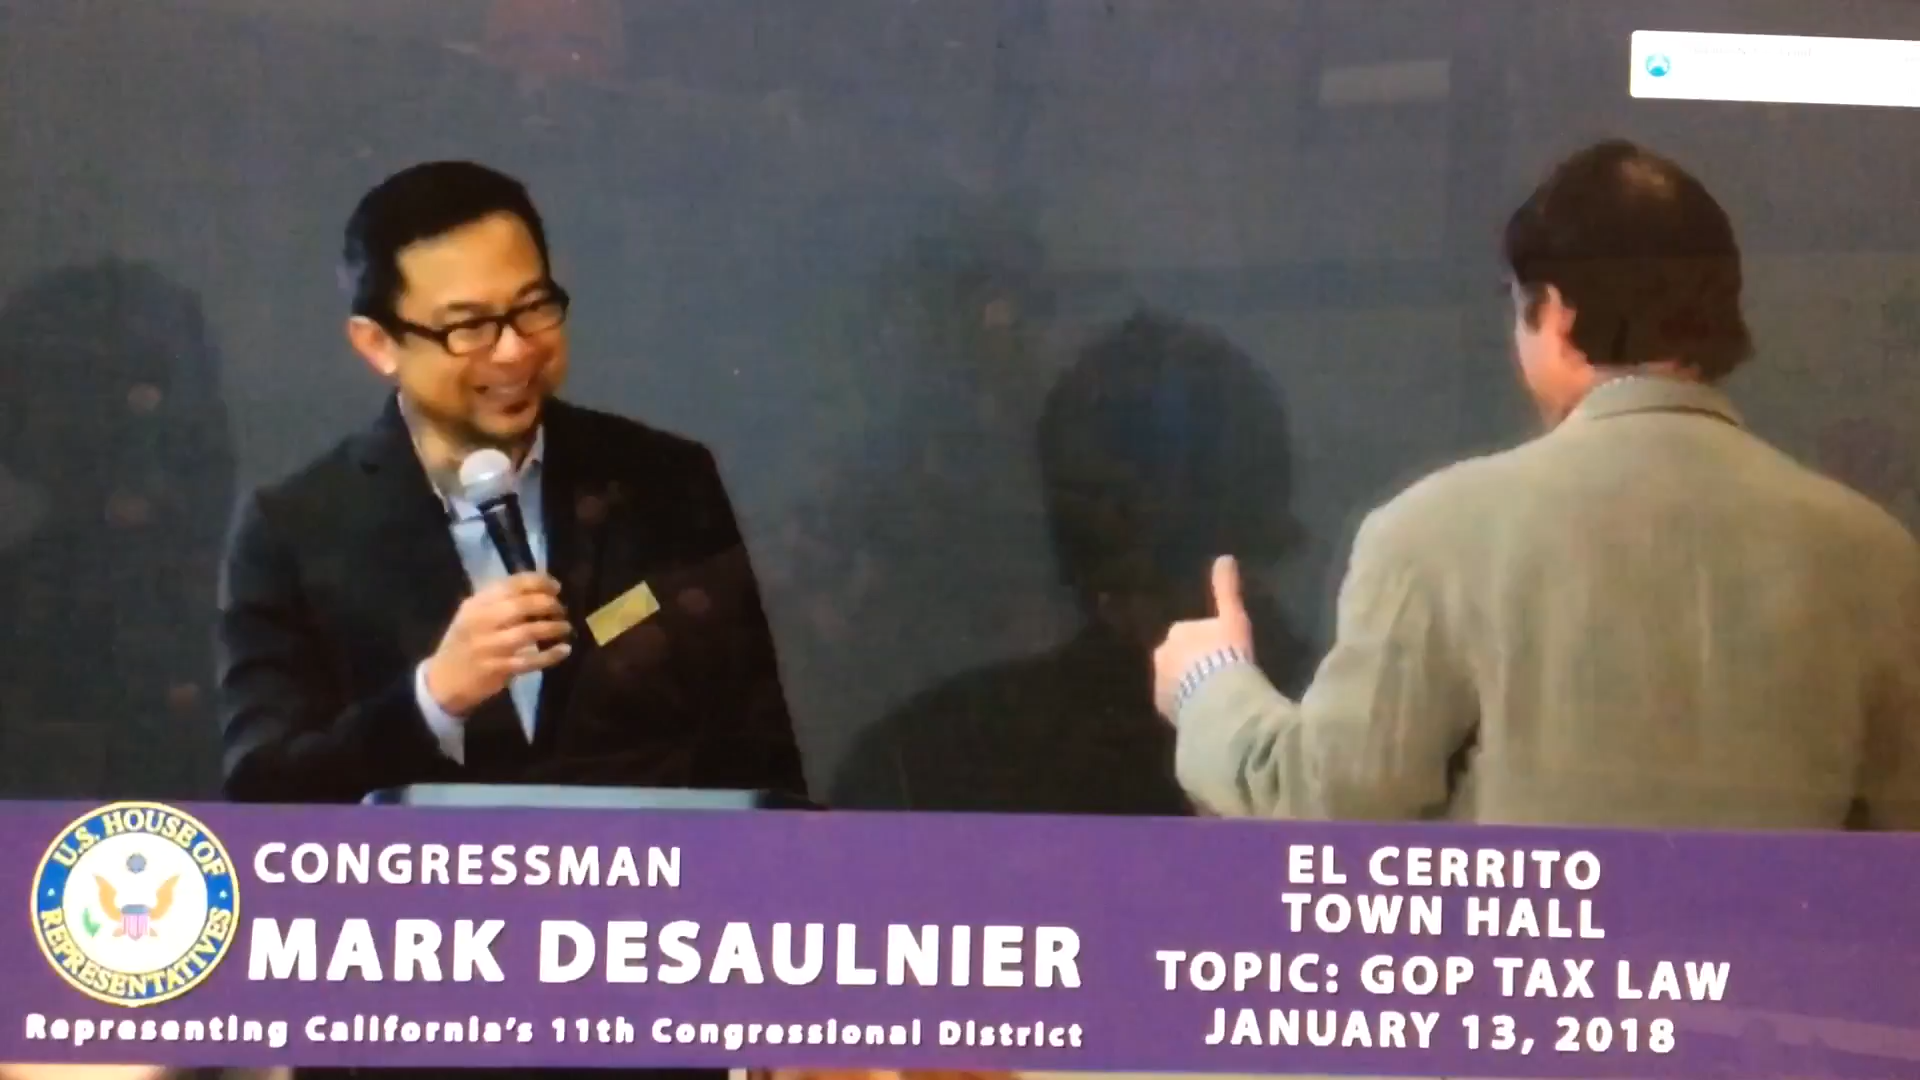 U.S. HOUSE OF REPRESENTATIVES
CONGRESSMAN
MARK DESAULNIER
Representing California's 11th Congressional District
EL CERRITO
TOWN HALL
TOPIC: GOP TAX LAW
JANUARY 13, 2018